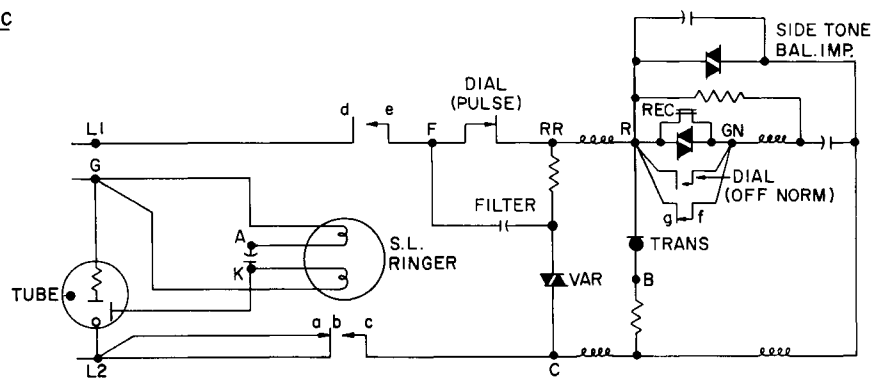 C
SIDE TONE
BAL. IMP.
DIAL
(PULSE)
d
e
REC
L1
F
RR
R
GN
G
DIAL
(OFF NORM)
FILTER
g
f
A
S.L.
RINGER
TRANS
K
VAR
B
TUBE
a
b
c
L2
C